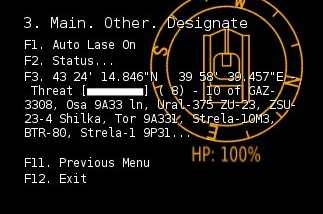 3. Main. Other. Designate
F1. Auto Lase On
F2. Status...
F3. 43 24' 14.846"N   39 58' 39.457"E -
Threat [         ] ( 8) - 10 of GAZ-
3308, Osa 9A33 ln, Ural-375 ZU-23, ZSU-
23-4 Shilka, Tor 9A331, Strela-10M3,
BTR-80, Strela-1 9P31...
F11. Previous Menu
F12. Exit
W
S
E
HP: 100%